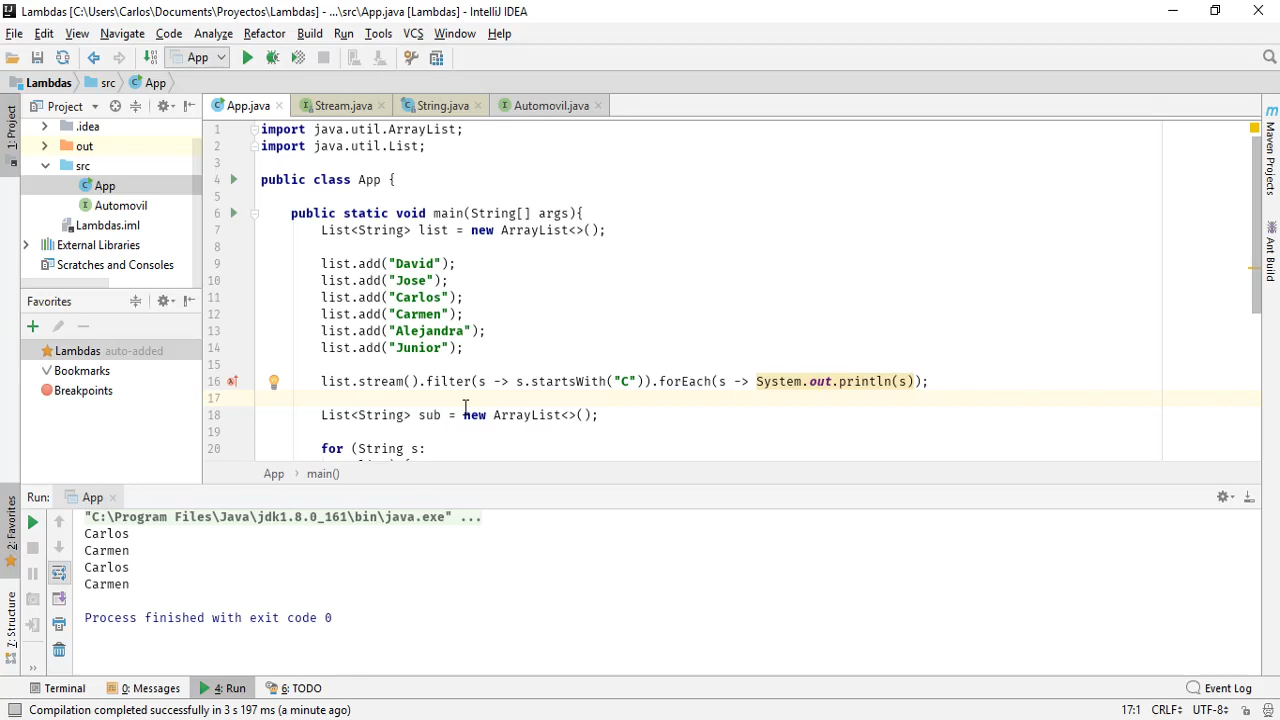 Lambdas [C:\Users\Carlos\Documents\Proyectos\Lambdas] - ...\src\App.java [Lambdas] - IntelliJ IDEA
File Edit View Navigate Code Analyze Refactor Build Run Tools VCS Window Help
App
Lambdas src App
1: Project
Project
App.java Stream.java String.java Automovil.java
.idea
out
src
App
Automovil
Lambdas.iml
External Libraries
Scratches and Consoles
Favorites
Lambdas auto-added
Bookmarks
Breakpoints
1 import java.util.ArrayList;
2 import java.util.List;
3
4 public class App {
5
6 public static void main(String[] args){
7 List<String> list = new ArrayList<>();
8
9 list.add("David");
10 list.add("Jose");
11 list.add("Carlos");
12 list.add("Carmen");
13 list.add("Alejandra");
14 list.add("Junior");
15
16 list.stream().filter(s -> s.startsWith("C")).forEach(s -> System.out.println(s));
17
18 List<String> sub = new ArrayList<>();
19
20 for (String s:
App main()
Maven Projects
Ant Build
Run: App
2: Favorites
7: Structure
"C:\Program Files\Java\jdk1.8.0_161\bin\java.exe" ...
Carlos
Carmen
Carlos
Carmen
Process finished with exit code 0
Terminal 0: Messages 4: Run 6: TODO Event Log
Compilation completed successfully in 3 s 197 ms (a minute ago) 17:1 CRLF UTF-8